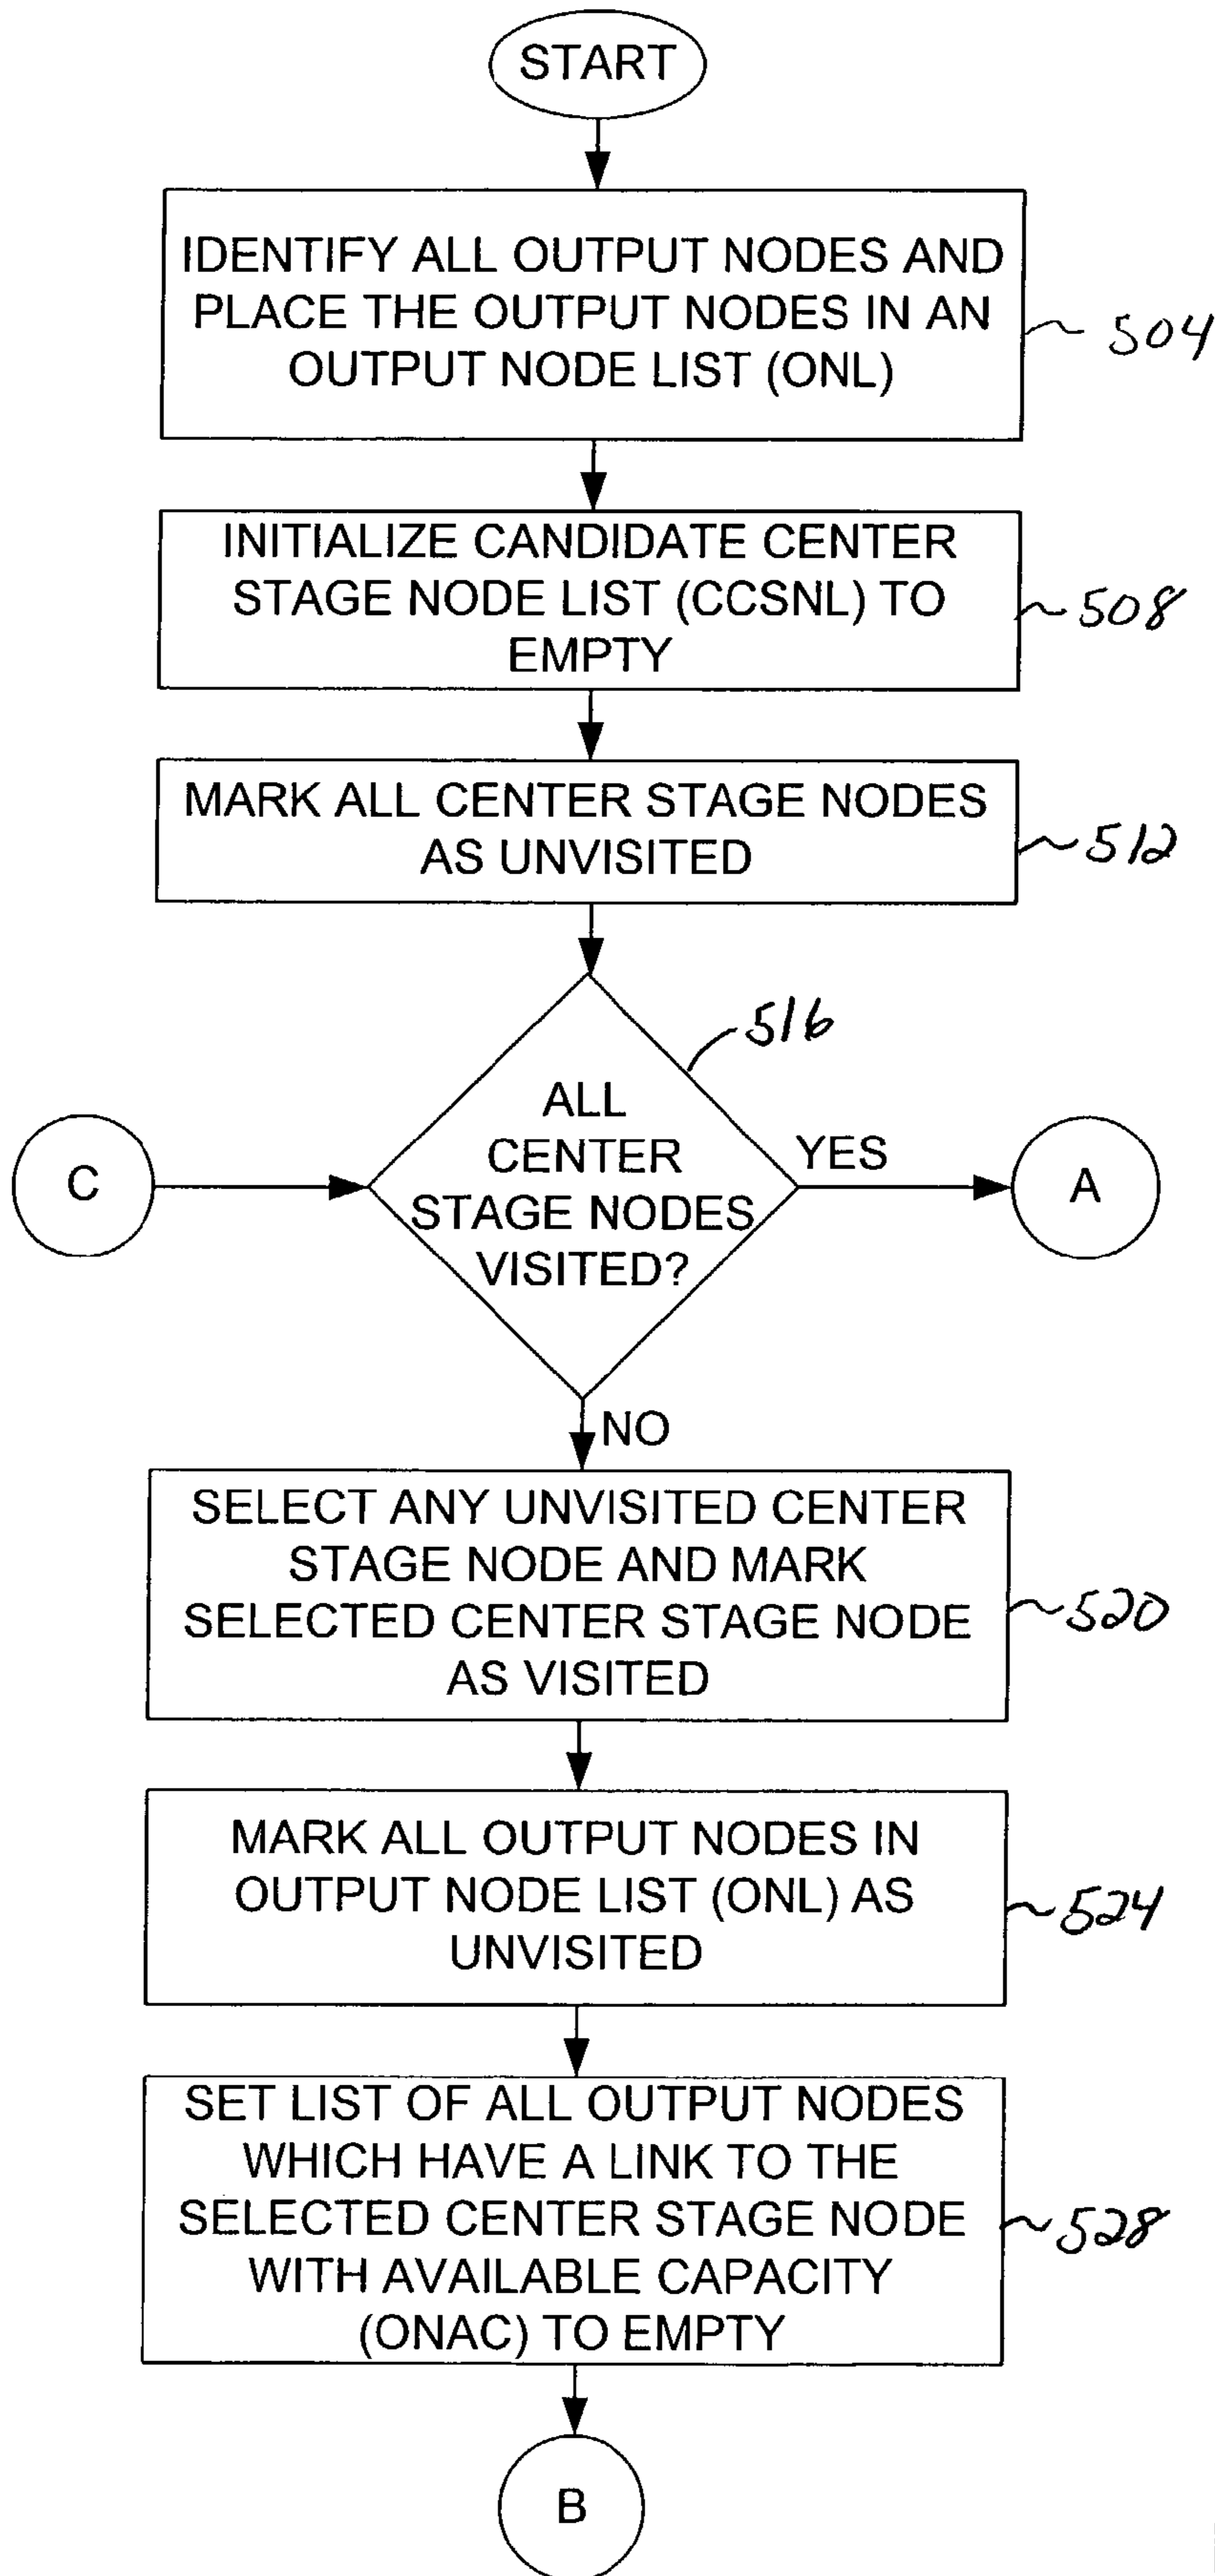 START
IDENTIFY ALL OUTPUT NODES AND
PLACE THE OUTPUT NODES IN AN
OUTPUT NODE LIST (ONL)
504
INITIALIZE CANDIDATE CENTER
STAGE NODE LIST (CCSNL) TO
EMPTY
508
MARK ALL CENTER STAGE NODES
AS UNVISITED
512
516
ALL
CENTER
STAGE NODES
VISITED?
C
YES
A
NO
SELECT ANY UNVISITED CENTER
STAGE NODE AND MARK
SELECTED CENTER STAGE NODE
AS VISITED
520
MARK ALL OUTPUT NODES IN
OUTPUT NODE LIST (ONL) AS
UNVISITED
524
SET LIST OF ALL OUTPUT NODES
WHICH HAVE A LINK TO THE
SELECTED CENTER STAGE NODE
WITH AVAILABLE CAPACITY
(ONAC) TO EMPTY
528
B